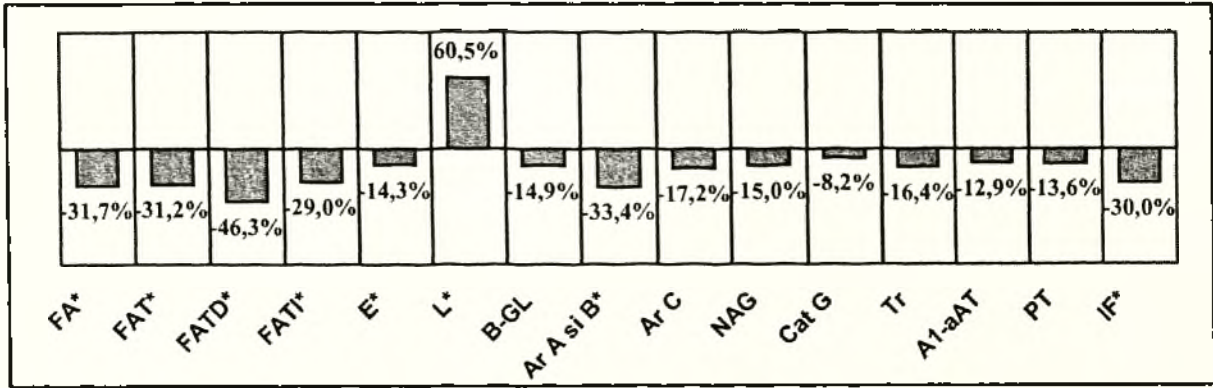 60,5%
-31,7%
-31,2%
-46,3%
-29,0%
-14,3%
-14,9%
-33,4%
-17,2%
-15,0%
-8,2%
-16,4%
-12,9%
-13,6%
-30,0%
FA*
FAT*
FATD*
FATI*
E*
L*
B-GL
Ar A si B*
Ar C
NAG
Cat G
Tr
A1-aAT
PT
IF*